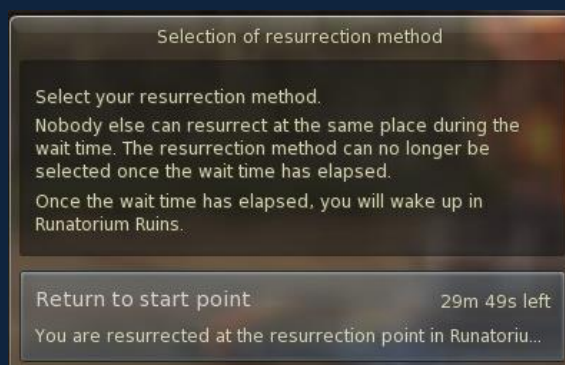 Selection of resurrection method
Select your resurrection method.
Nobody else can resurrect at the same place during the
wait time. The resurrection method can no longer be
selected once the wait time has elapsed.
Once the wait time has elapsed, you will wake up in
Runatorium Ruins.
Return to start point 29m 49s left
You are resurrected at the resurrection point in Runatoriu...